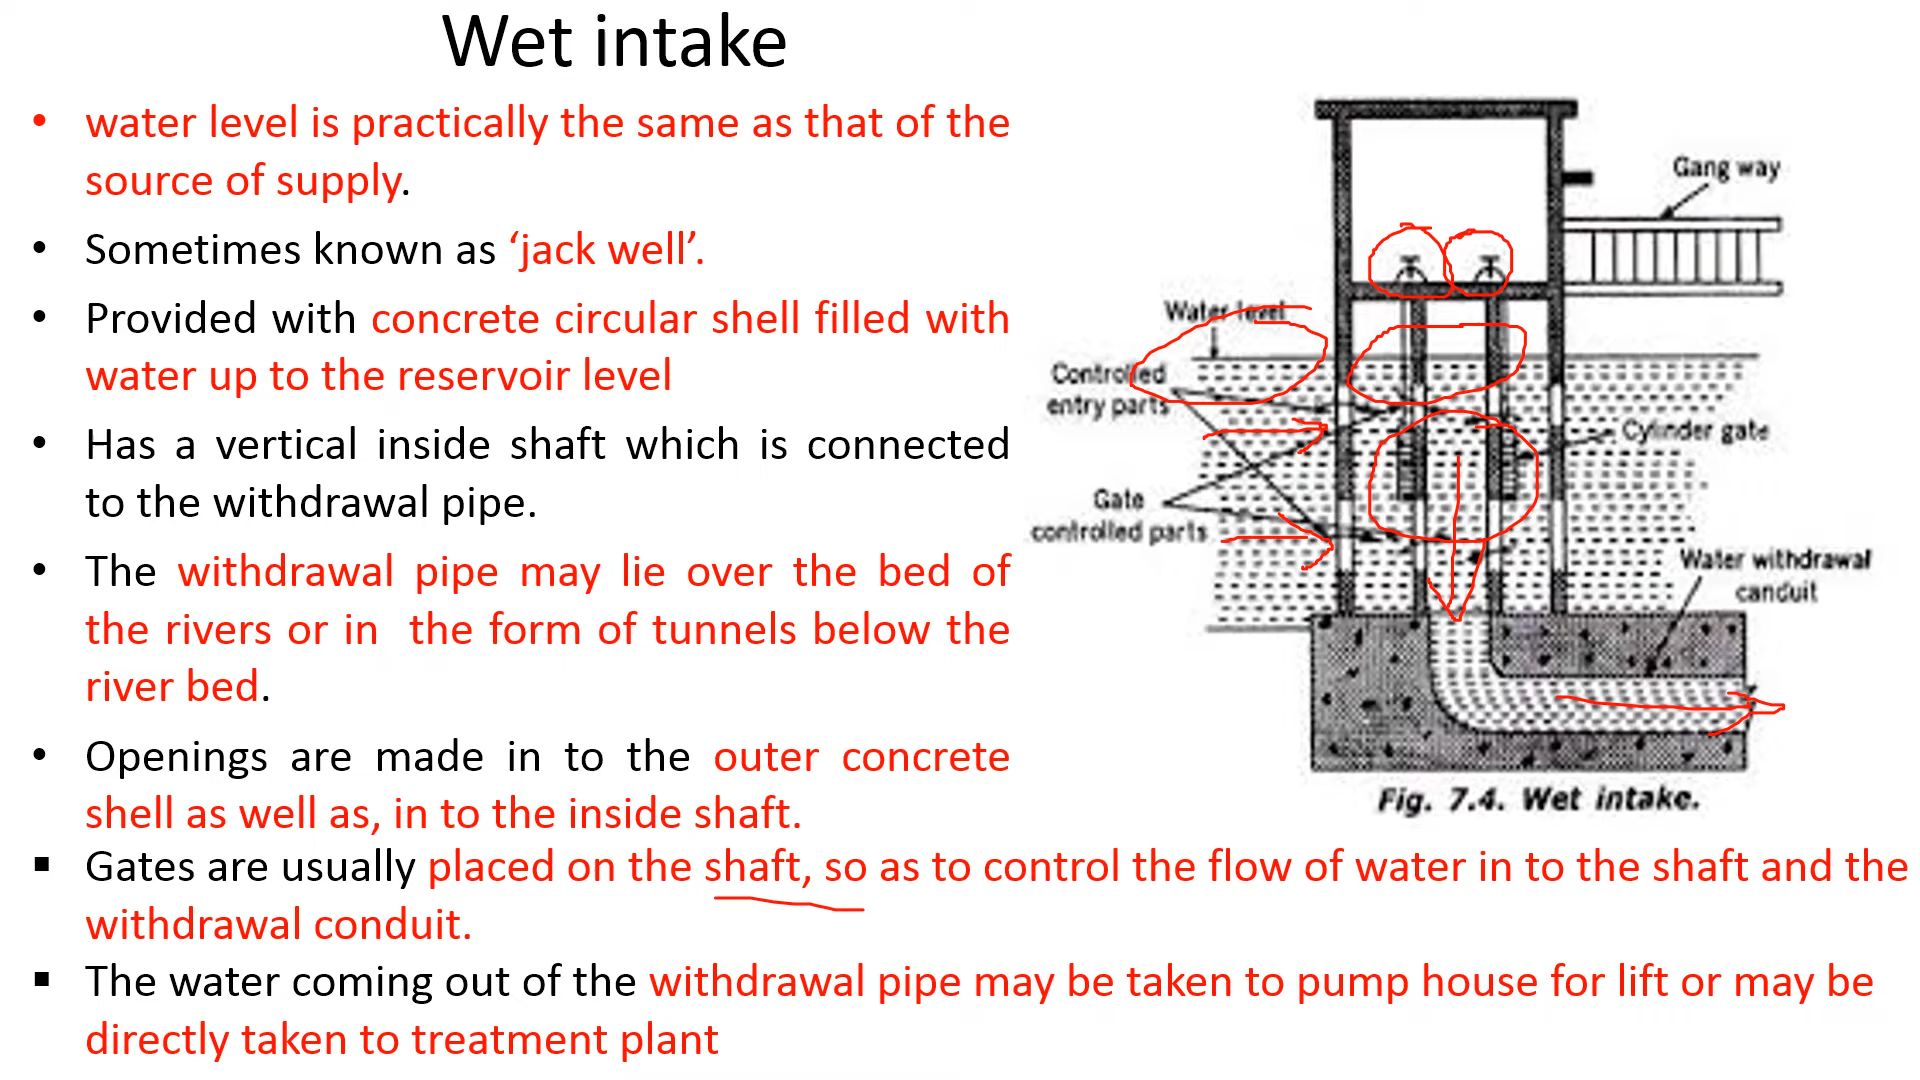 Wet intake
• water level is practically the same as that of the
source of supply.
• Sometimes known as ‘jack well’.
• Provided with concrete circular shell filled with
water up to the reservoir level
• Has a vertical inside shaft which is connected
to the withdrawal pipe.
• The withdrawal pipe may lie over the bed of
the rivers or in the form of tunnels below the
river bed.
• Openings are made in to the outer concrete
shell as well as, in to the inside shaft.
▪ Gates are usually placed on the shaft, so as to control the flow of water in to the shaft and the
withdrawal conduit.
▪ The water coming out of the withdrawal pipe may be taken to pump house for lift or may be
directly taken to treatment plant
Gang way
Water level
Controlled
entry parts
Cylinder gate
Gate
controlled parts
Water withdrawal
canduit
Fig. 7.4. Wet intake.